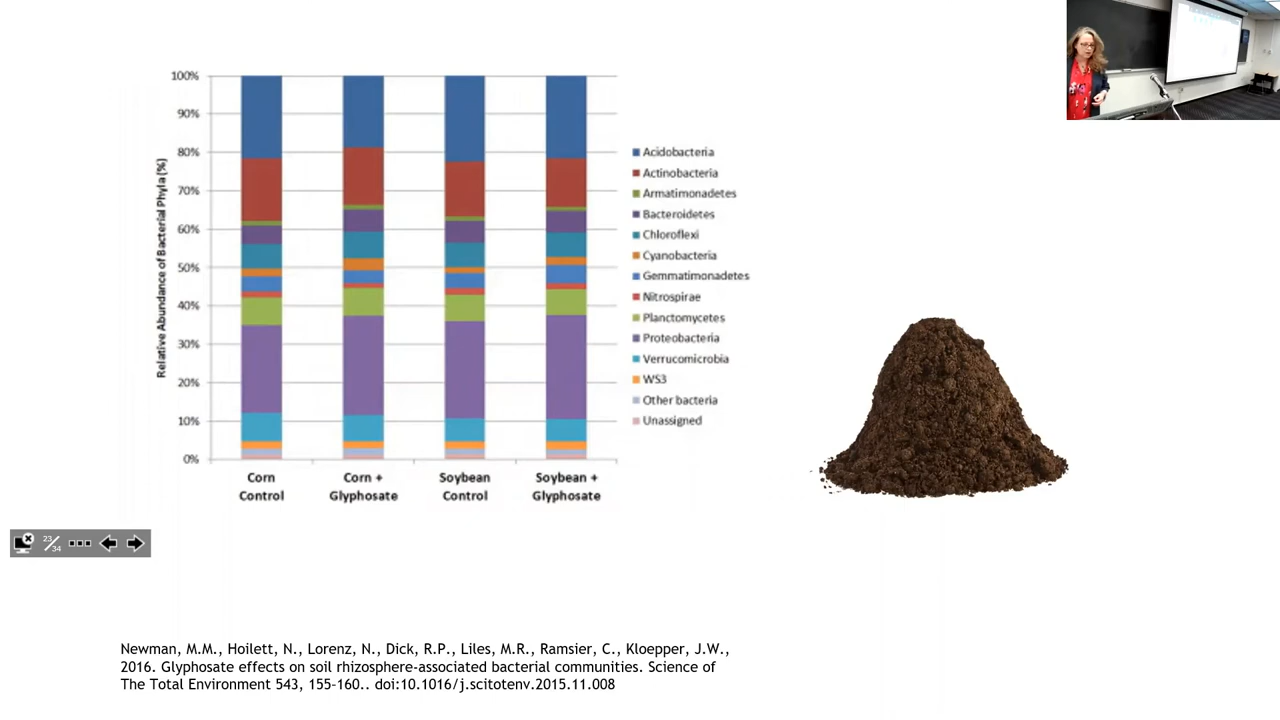 100%
90%
80%
70%
60%
50%
40%
30%
20%
10%
0%
Relative Abundance of Bacterial Phyla (%)
Corn
Control
Corn +
Glyphosate
Soybean
Control
Soybean +
Glyphosate
Acidobacteria
Actinobacteria
Armatimonadetes
Bacteroidetes
Chloroflexi
Cyanobacteria
Gemmatimonadetes
Nitrospirae
Planctomycetes
Proteobacteria
Verrucomicrobia
WS3
Other bacteria
Unassigned
23/34
Newman, M.M., Hoilett, N., Lorenz, N., Dick, R.P., Liles, M.R., Ramsier, C., Kloepper, J.W.,
2016. Glyphosate effects on soil rhizosphere-associated bacterial communities. Science of
The Total Environment 543, 155-160.. doi:10.1016/j.scitotenv.2015.11.008